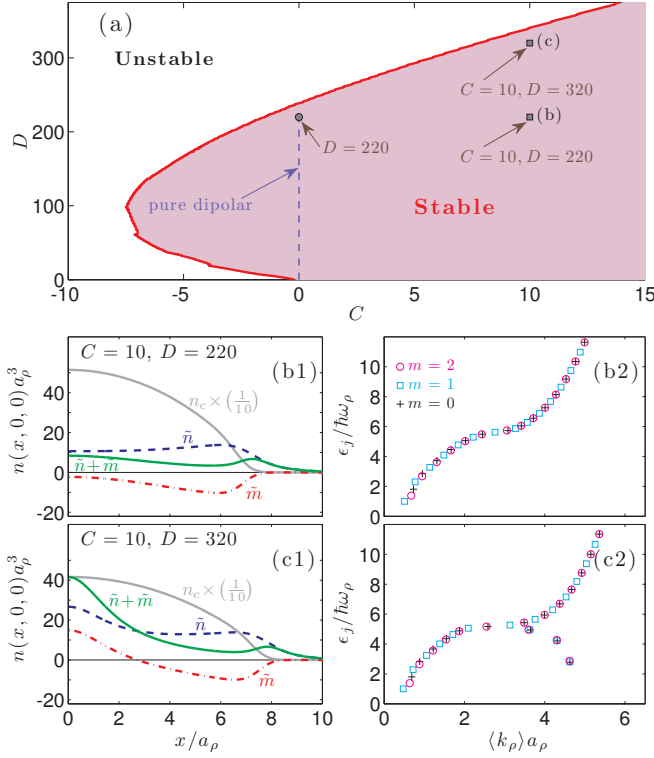 (a)
Unstable
(c)
C = 10, D = 320
(b)
D = 220
C = 10, D = 220
pure dipolar
Stable
D
300
200
100
0
-10
-5
0
5
10
15
C
C = 10, D = 220
(b1)
n_c × (1/10)
ñ
ñ+m̃
m̃
n(x, 0, 0)a_ρ^3
40
20
0
-20
(b2)
m = 2
m = 1
m = 0
ϵ_j/ħω_ρ
10
8
6
4
2
0
C = 10, D = 320
(c1)
n_c × (1/10)
ñ+m̃
ñ
m̃
n(x, 0, 0)a_ρ^3
40
20
0
-20
0
2
4
6
8
10
x/a_ρ
(c2)
ϵ_j/ħω_ρ
10
8
6
4
2
0
0
2
4
6
⟨k_ρ⟩a_ρ